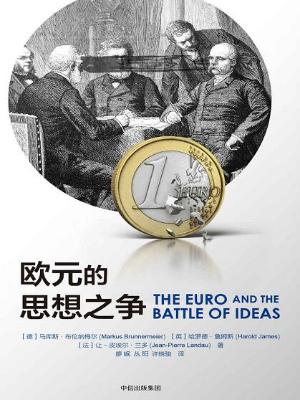 1
欧元的
思想之争
THE EURO AND THE
BATTLE OF IDEAS
［德］马库斯·布伦纳梅尔 (Markus Brunnermeier) ［英］哈罗德·詹姆斯 (Harold James)
［法］让-皮埃尔·兰多 (Jean-Pierre Landau) 著
廖岷 丛阳 许晓骏 译
中信出版集团